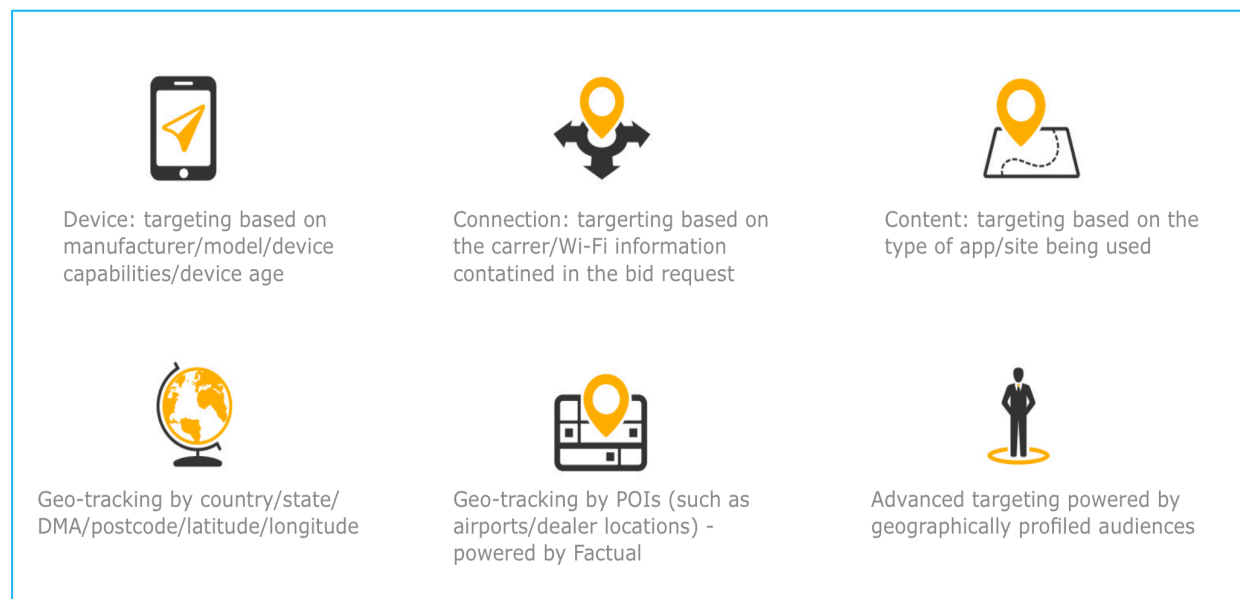 Device: targeting based on
manufacturer/model/device
capabilities/device age
Connection: targerting based on
the carrer/Wi-Fi information
contatined in the bid request
Content: targeting based on the
type of app/site being used
Geo-tracking by country/state/
DMA/postcode/latitude/longitude
Geo-tracking by POIs (such as
airports/dealer locations) -
powered by Factual
Advanced targeting powered by
geographically profiled audiences